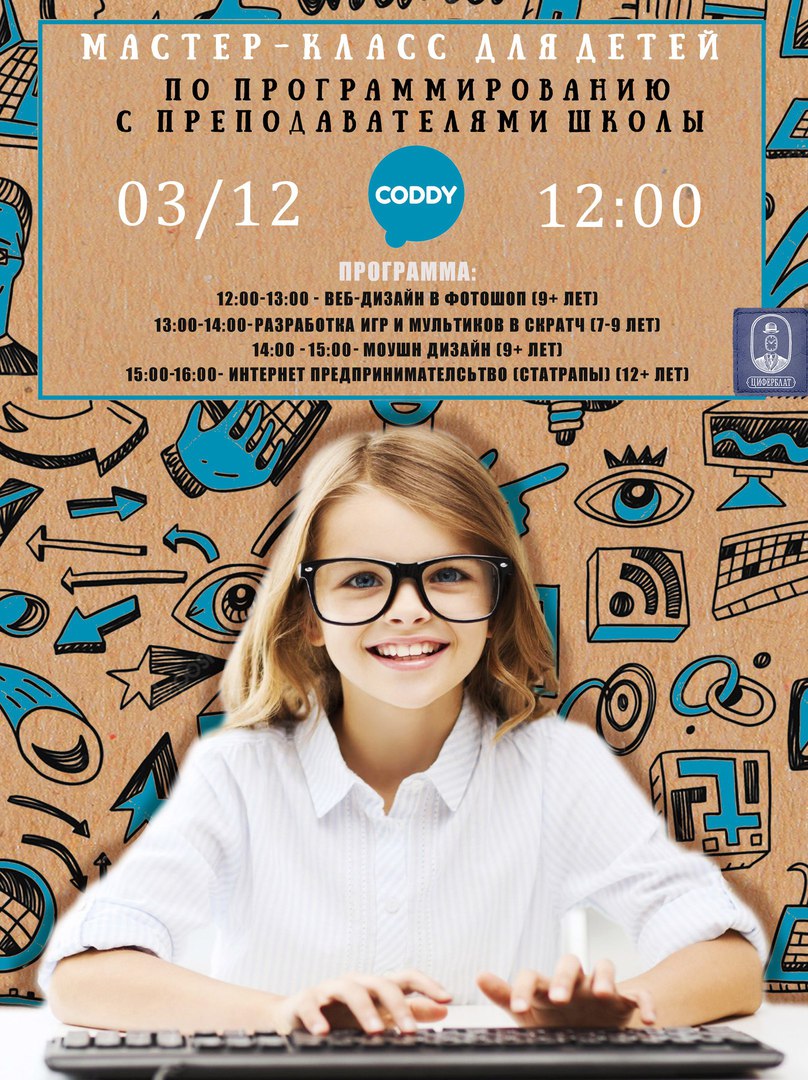 МАСТЕР-КЛАСС ДЛЯ ДЕТЕЙ
ПО ПРОГРАММИРОВАНИЮ
С ПРЕПОДАВАТЕЛЯМИ ШКОЛЫ
03/12 CODDY 12:00
ПРОГРАММА:
12:00-13:00 - ВЕБ-ДИЗАЙН В ФОТОШОП (9+ ЛЕТ)
13:00-14:00-РАЗРАБОТКА ИГР И МУЛЬТИКОВ В СКРАТЧ (7-9 ЛЕТ)
14:00 -15:00- МОУШН ДИЗАЙН (9+ ЛЕТ)
15:00-16:00- ИНТЕРНЕТ ПРЕДПРИНИМАТЕЛСЬТВО (СТАТРАПЫ) (12+ ЛЕТ)
ЦИФЕРБЛАТ